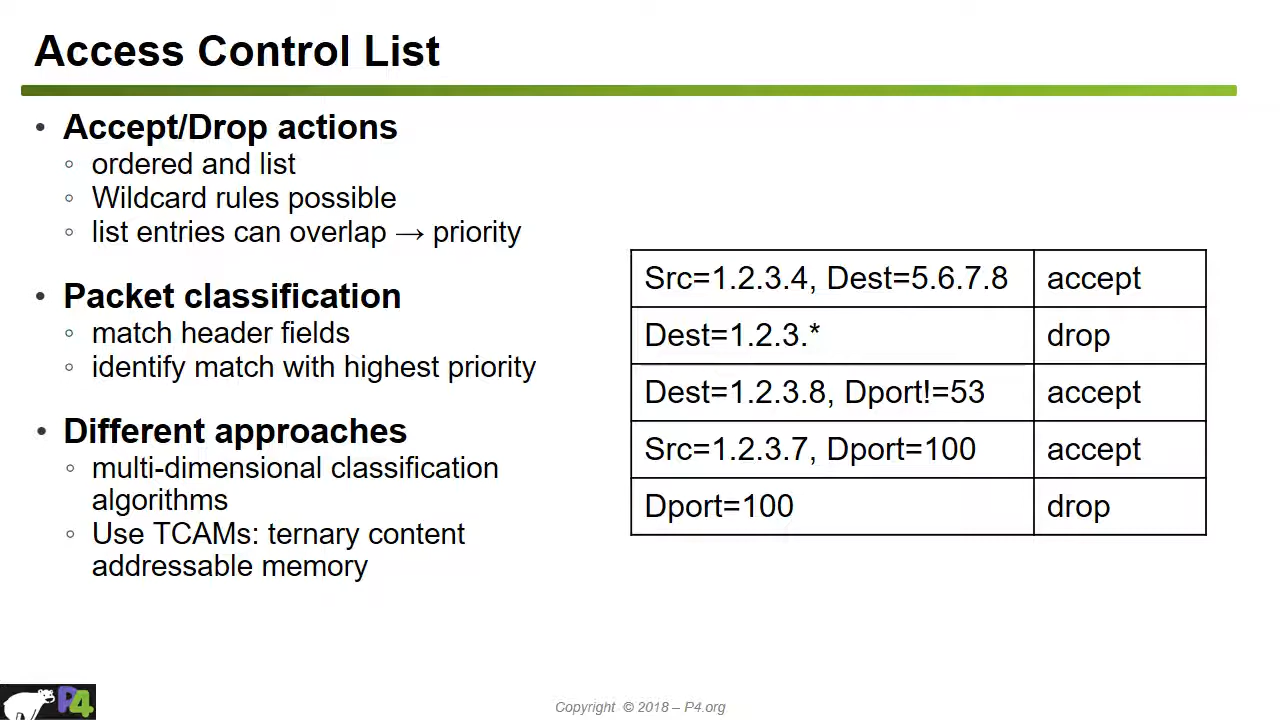 Access Control List
• Accept/Drop actions
◦ ordered and list
◦ Wildcard rules possible
◦ list entries can overlap → priority
• Packet classification
◦ match header fields
◦ identify match with highest priority
• Different approaches
◦ multi-dimensional classification
algorithms
◦ Use TCAMs: ternary content
addressable memory
Src=1.2.3.4, Dest=5.6.7.8 accept
Dest=1.2.3.* drop
Dest=1.2.3.8, Dport!=53 accept
Src=1.2.3.7, Dport=100 accept
Dport=100 drop
P4
Copyright © 2018 – P4.org